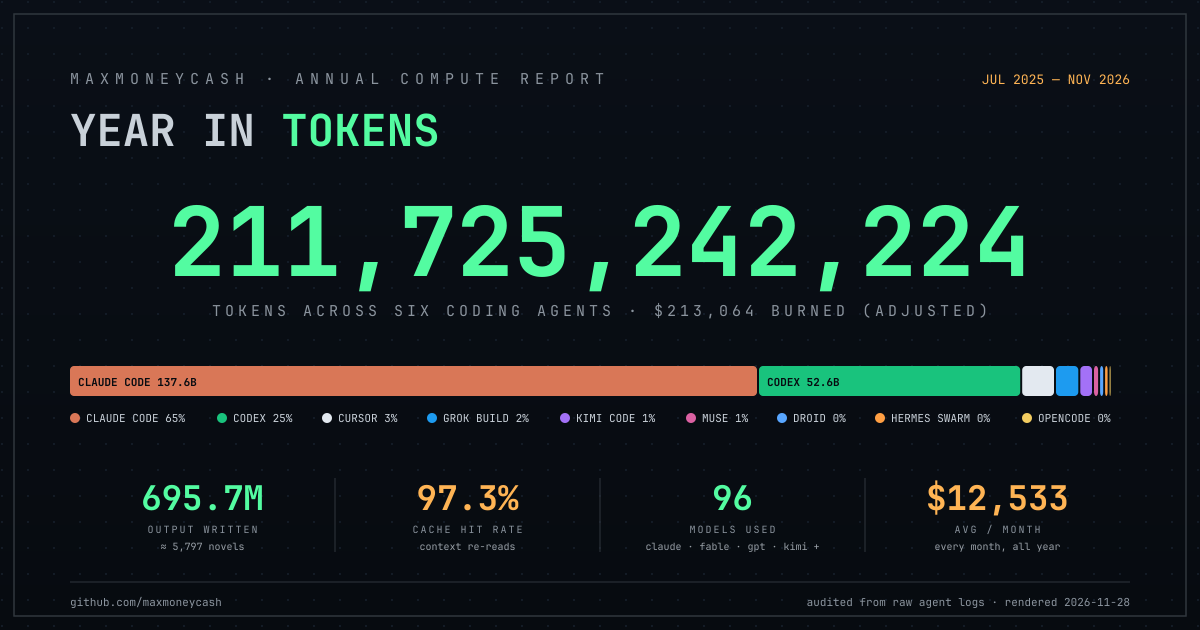 MAXMONEYCASH · ANNUAL COMPUTE REPORT
JUL 2025 — NOV 2026
YEAR IN TOKENS
211,725,242,224
TOKENS ACROSS SIX CODING AGENTS · $213,064 BURNED (ADJUSTED)
CLAUDE CODE 137.6B
CODEX 52.6B
CLAUDE CODE 65%
CODEX 25%
CURSOR 3%
GROK BUILD 2%
KIMI CODE 1%
MUSE 1%
DROID 0%
HERMES SWARM 0%
OPENCODE 0%
695.7M
OUTPUT WRITTEN
≈ 5,797 novels
97.3%
CACHE HIT RATE
context re-reads
96
MODELS USED
claude · fable · gpt · kimi +
$12,533
AVG / MONTH
every month, all year
github.com/maxmoneycash
audited from raw agent logs · rendered 2026-11-28